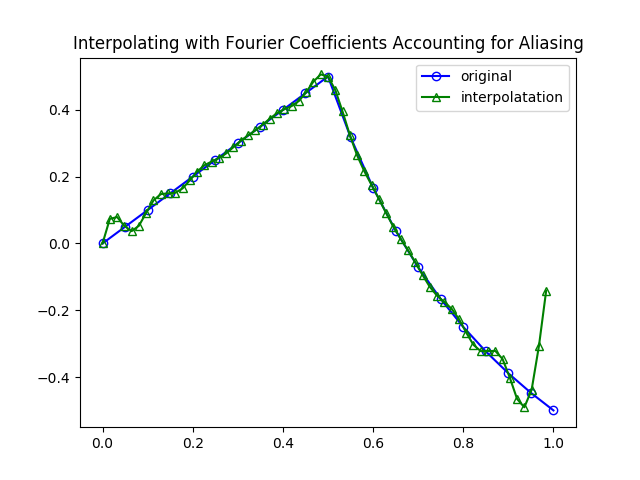 Interpolating with Fourier Coefficients Accounting for Aliasing
original
interpolatation
0.4
0.2
0.0
−0.2
−0.4
0.0 0.2 0.4 0.6 0.8 1.0